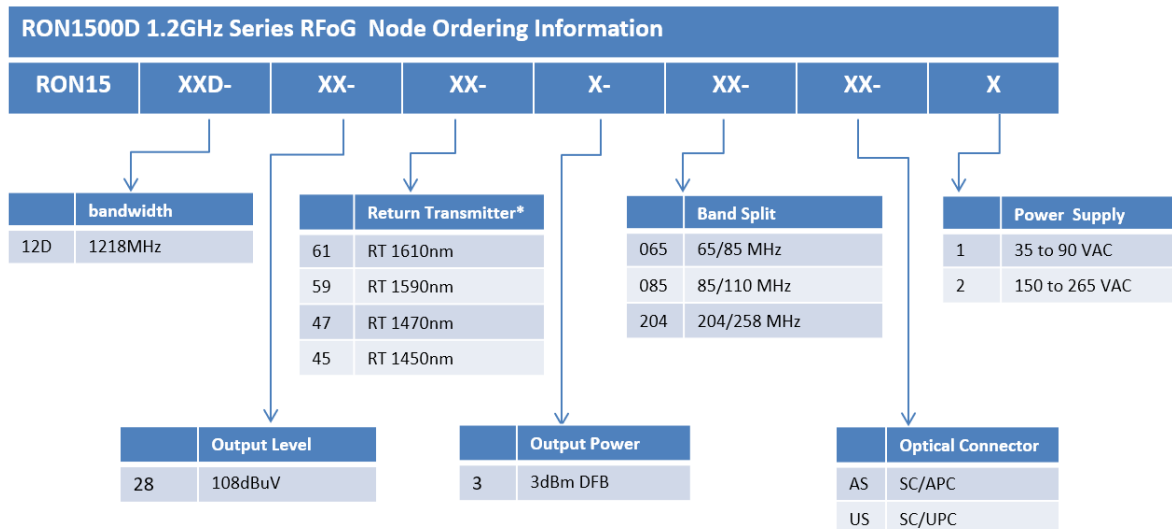 RON1500D 1.2GHz Series RFoG Node Ordering Information
RON15 XXD- XX- XX- X- XX- XX- X
bandwidth
12D 1218MHz
Return Transmitter*
61 RT 1610nm
59 RT 1590nm
47 RT 1470nm
45 RT 1450nm
Band Split
065 65/85 MHz
085 85/110 MHz
204 204/258 MHz
Power Supply
1 35 to 90 VAC
2 150 to 265 VAC
Output Level
28 108dBuV
Output Power
3 3dBm DFB
Optical Connector
AS SC/APC
US SC/UPC